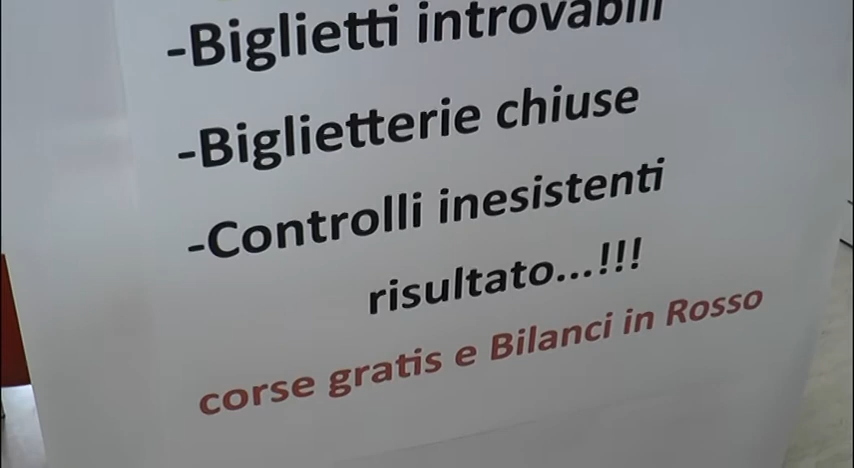 -Biglietti introvabili
-Biglietterie chiuse
-Controlli inesistenti
risultato...!!!
corse gratis e Bilanci in Rosso